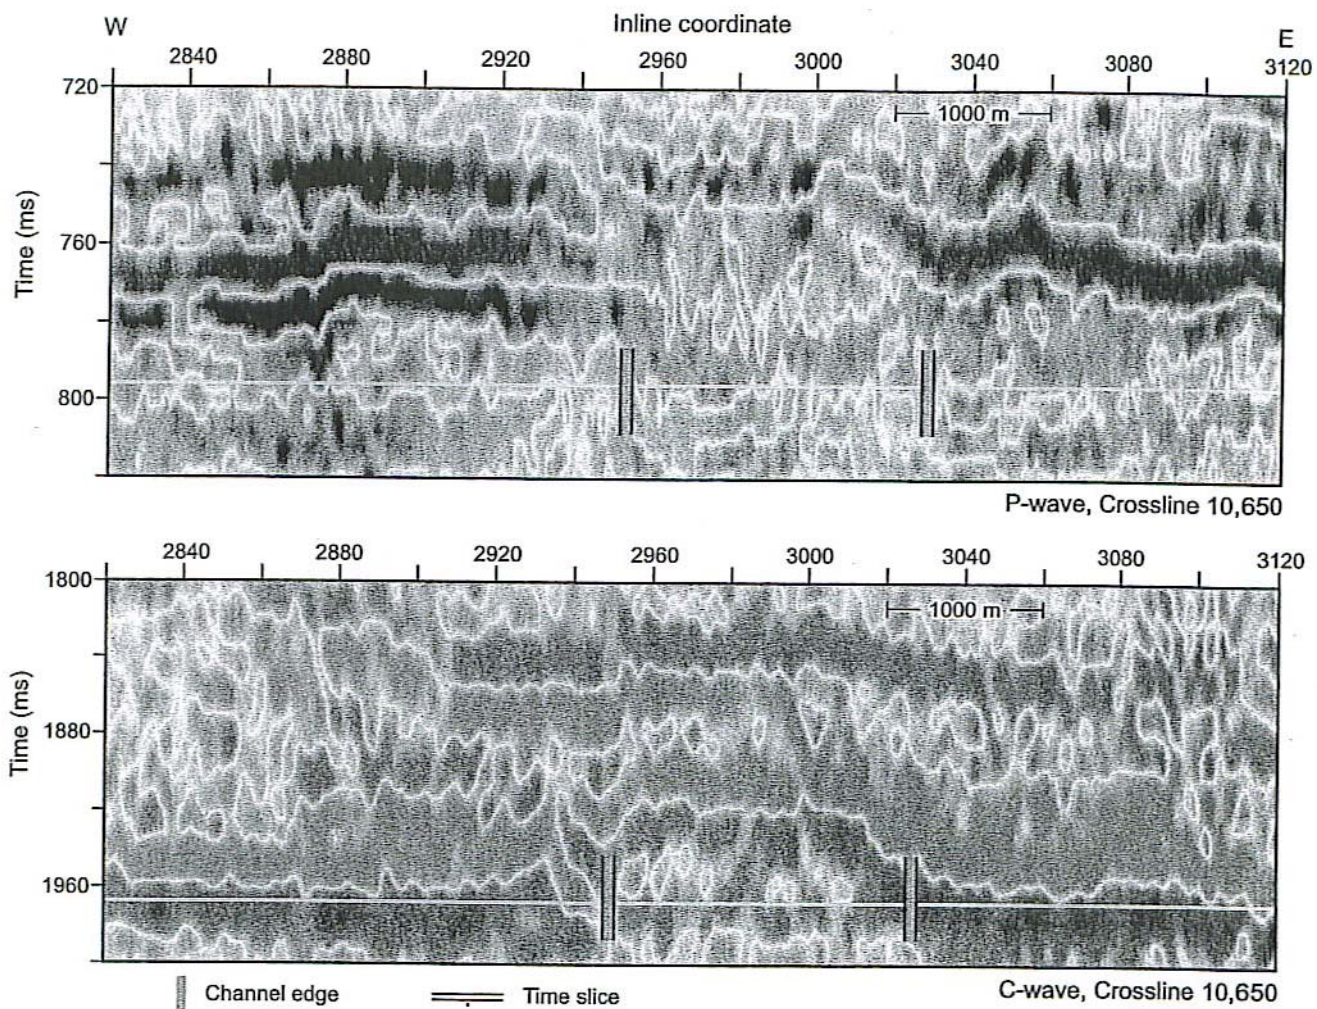 W Inline coordinate E
2840 2880 2920 2960 3000 3040 3080 3120
720
1000 m
760
Time (ms)
800
P-wave, Crossline 10,650
2840 2880 2920 2960 3000 3040 3080 3120
1800
1000 m
1880
Time (ms)
1960
Channel edge Time slice C-wave, Crossline 10,650